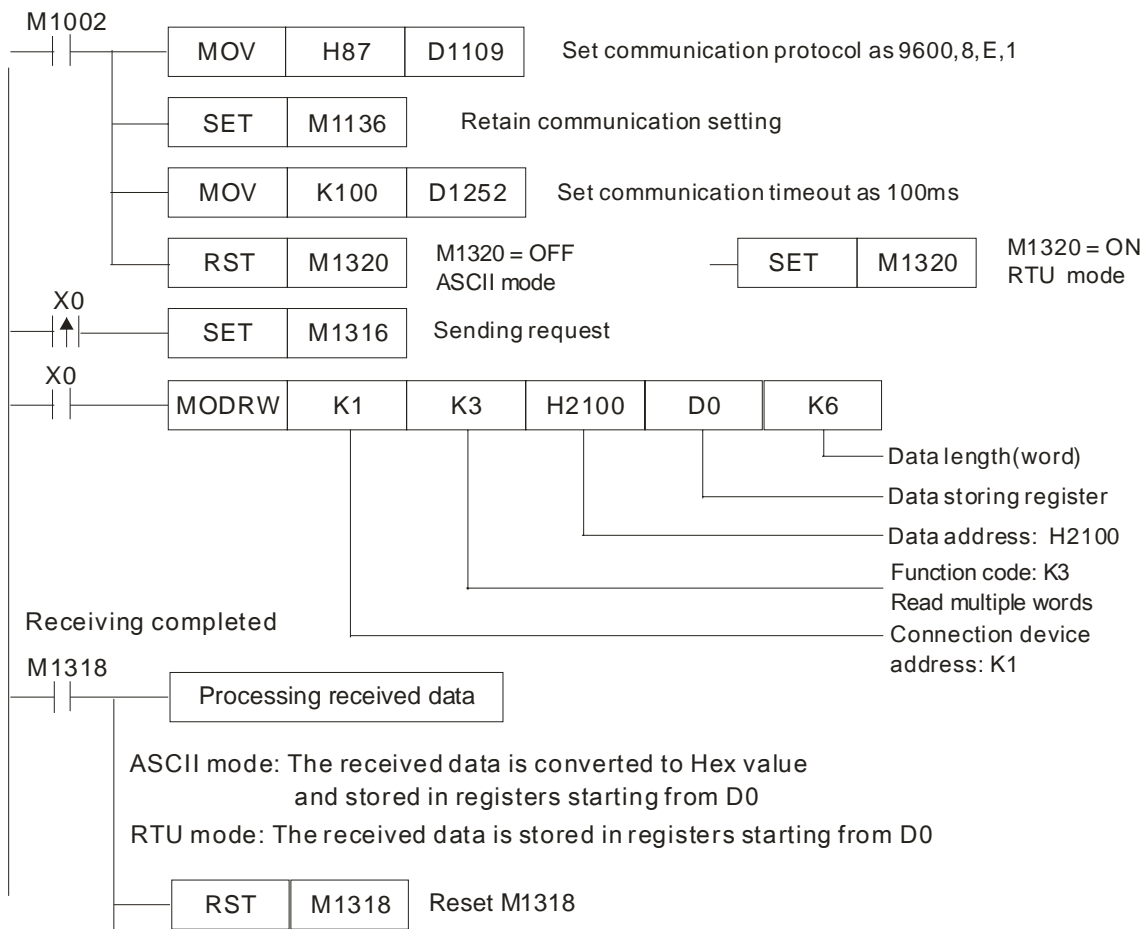 M1002
MOV H87 D1109 Set communication protocol as 9600,8,E,1
SET M1136 Retain communication setting
MOV K100 D1252 Set communication timeout as 100ms
RST M1320 M1320 = OFF
ASCII mode
SET M1320 M1320 = ON
RTU mode
X0
SET M1316 Sending request
X0
MODRW K1 K3 H2100 D0 K6
Data length(word)
Data storing register
Data address: H2100
Function code: K3
Read multiple words
Connection device
address: K1
Receiving completed
M1318
Processing received data
ASCII mode: The received data is converted to Hex value
and stored in registers starting from D0
RTU mode: The received data is stored in registers starting from D0
RST M1318 Reset M1318